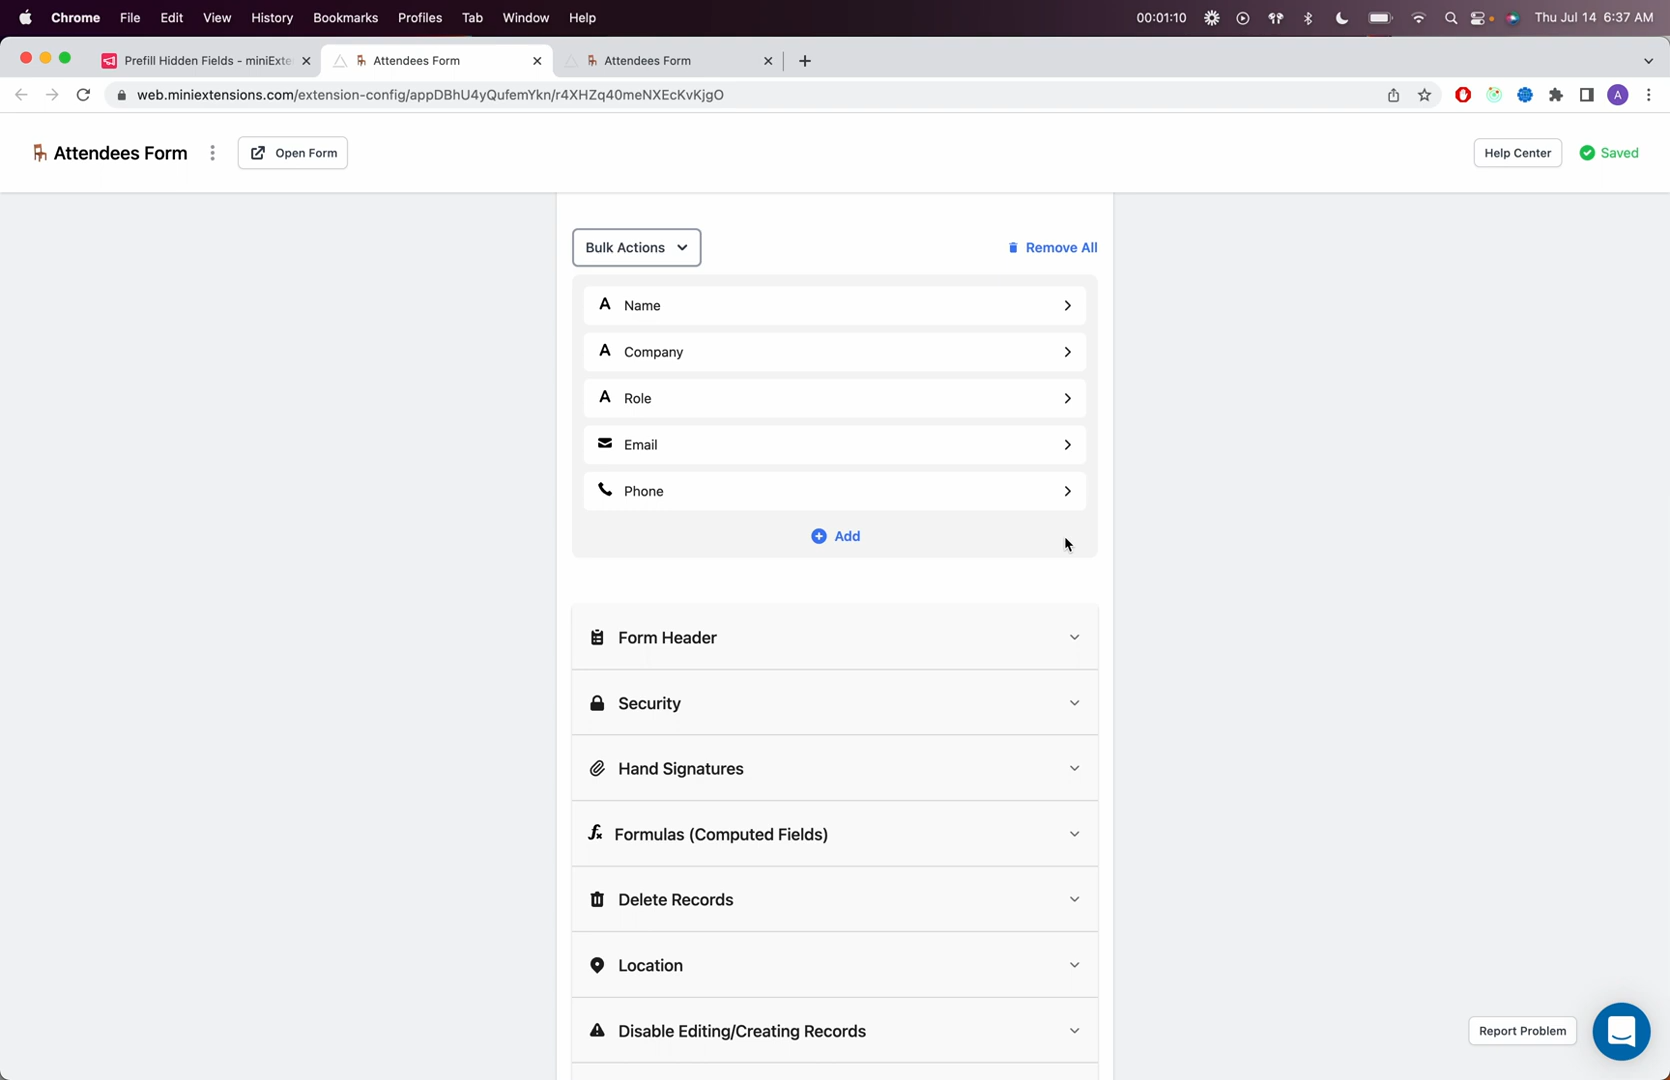 Chrome File Edit View History Bookmarks Profiles Tab Window Help 00:01:10 Thu Jul 14 6:37 AM
Prefill Hidden Fields - miniExte Attendees Form Attendees Form
web.miniextensions.com/extension-config/appDBhU4yQufemYkn/r4XHZq40meNXEcKvKjgO A
Attendees Form Open Form Help Center Saved
Bulk Actions Remove All
Name
Company
Role
Email
Phone
Add
Form Header
Security
Hand Signatures
Formulas (Computed Fields)
Delete Records
Location
Disable Editing/Creating Records
Report Problem